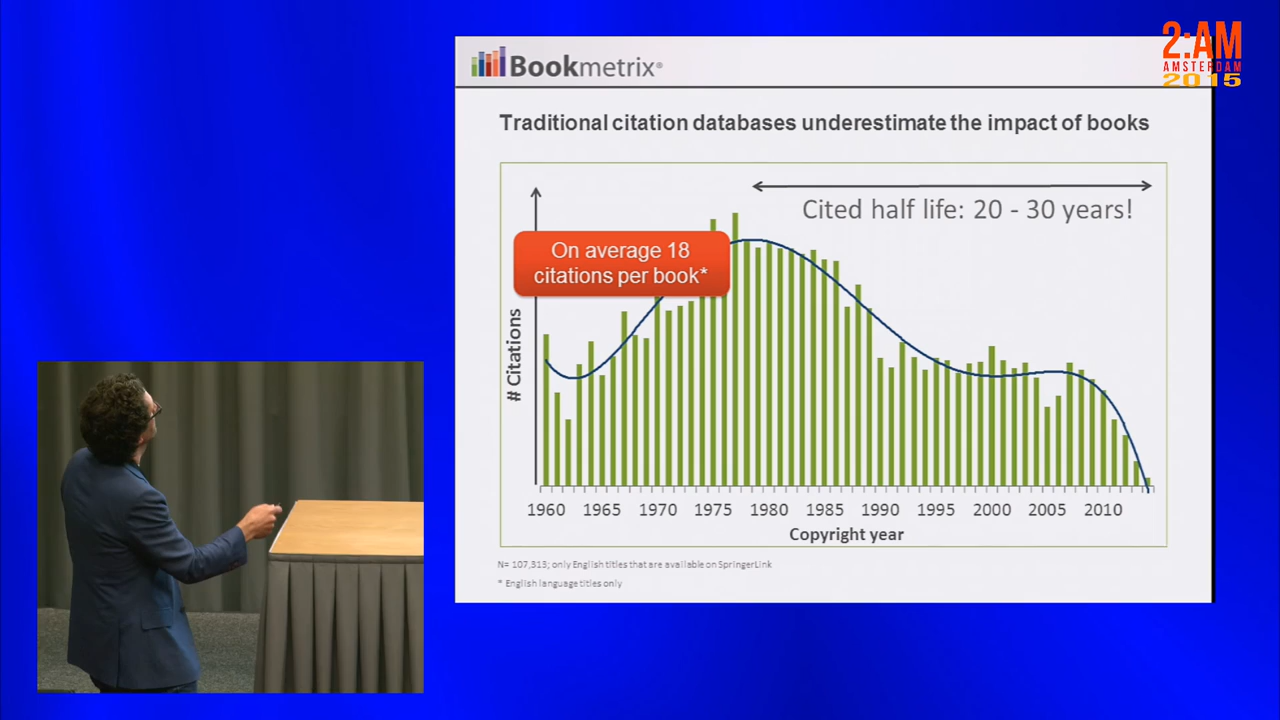 2:AM
AMSTERDAM
2015
Bookmetrix®
Traditional citation databases underestimate the impact of books
Cited half life: 20 - 30 years!
On average 18
citations per book*
# Citations
1960 1965 1970 1975 1980 1985 1990 1995 2000 2005 2010
Copyright year
N= 107,313; only English titles that are available on SpringerLink
* English language titles only